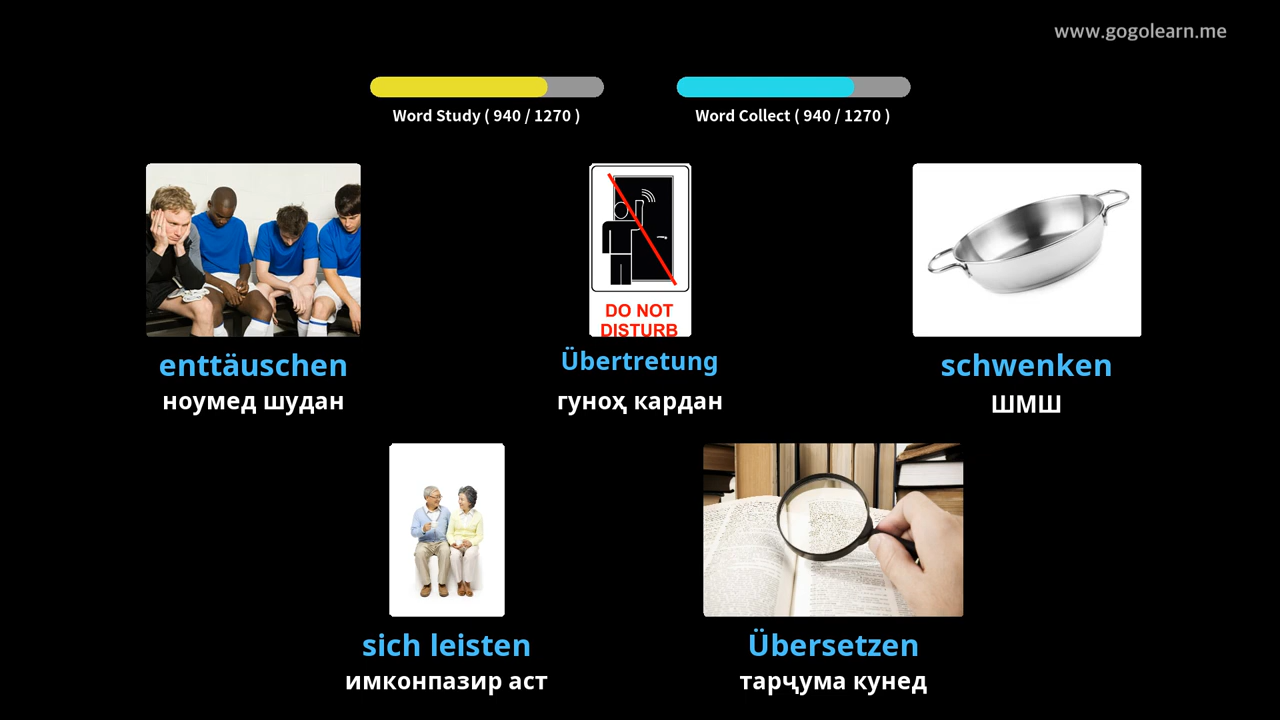 www.gogolearn.me
Word Study ( 940 / 1270 )
Word Collect ( 940 / 1270 )
DO NOT
DISTURB
enttäuschen
ноумед шудан
Übertretung
гуноҳ кардан
schwenken
ШМШ
sich leisten
имконпазир аст
Übersetzen
тарҷума кунед